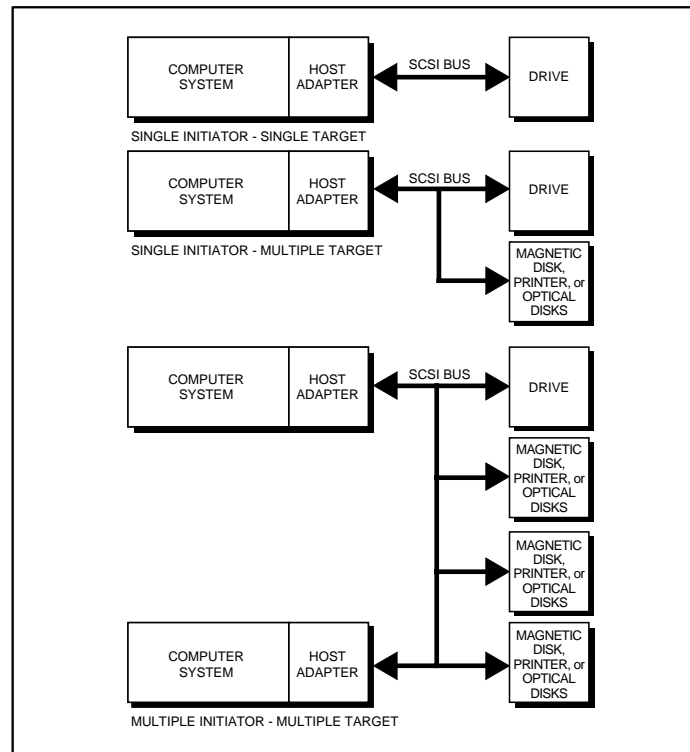 COMPUTER
SYSTEM
HOST
ADAPTER
SCSI BUS
DRIVE
SINGLE INITIATOR - SINGLE TARGET
COMPUTER
SYSTEM
HOST
ADAPTER
SCSI BUS
DRIVE
SINGLE INITIATOR - MULTIPLE TARGET
MAGNETIC
DISK,
PRINTER, or
OPTICAL
DISKS
COMPUTER
SYSTEM
HOST
ADAPTER
SCSI BUS
DRIVE
MAGNETIC
DISK,
PRINTER, or
OPTICAL
DISKS
MAGNETIC
DISK,
PRINTER, or
OPTICAL
DISKS
COMPUTER
SYSTEM
HOST
ADAPTER
MAGNETIC
DISK,
PRINTER, or
OPTICAL
DISKS
MULTIPLE INITIATOR - MULTIPLE TARGET